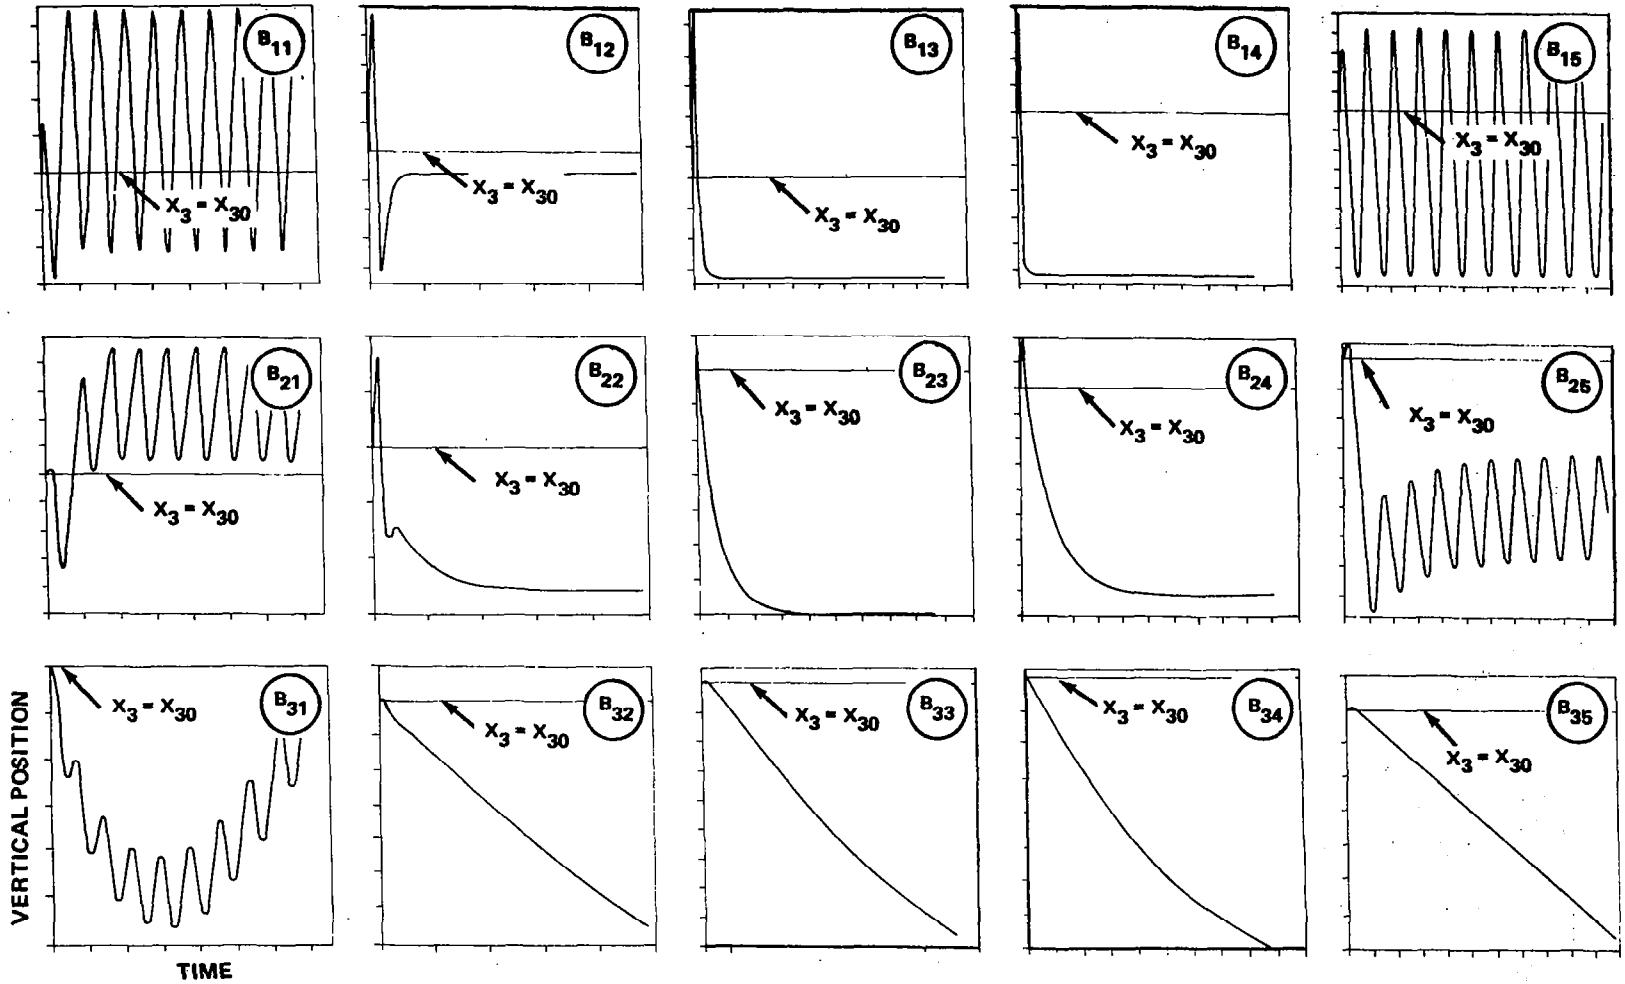 B11
X3 = X30
B12
X3 = X30
B13
X3 = X30
B14
X3 = X30
B15
X3 = X30
B21
X3 = X30
B22
X3 = X30
B23
X3 = X30
B24
X3 = X30
B25
X3 = X30
B31
X3 = X30
B32
X3 = X30
B33
X3 = X30
B34
X3 = X30
B35
X3 = X30
VERTICAL POSITION
TIME